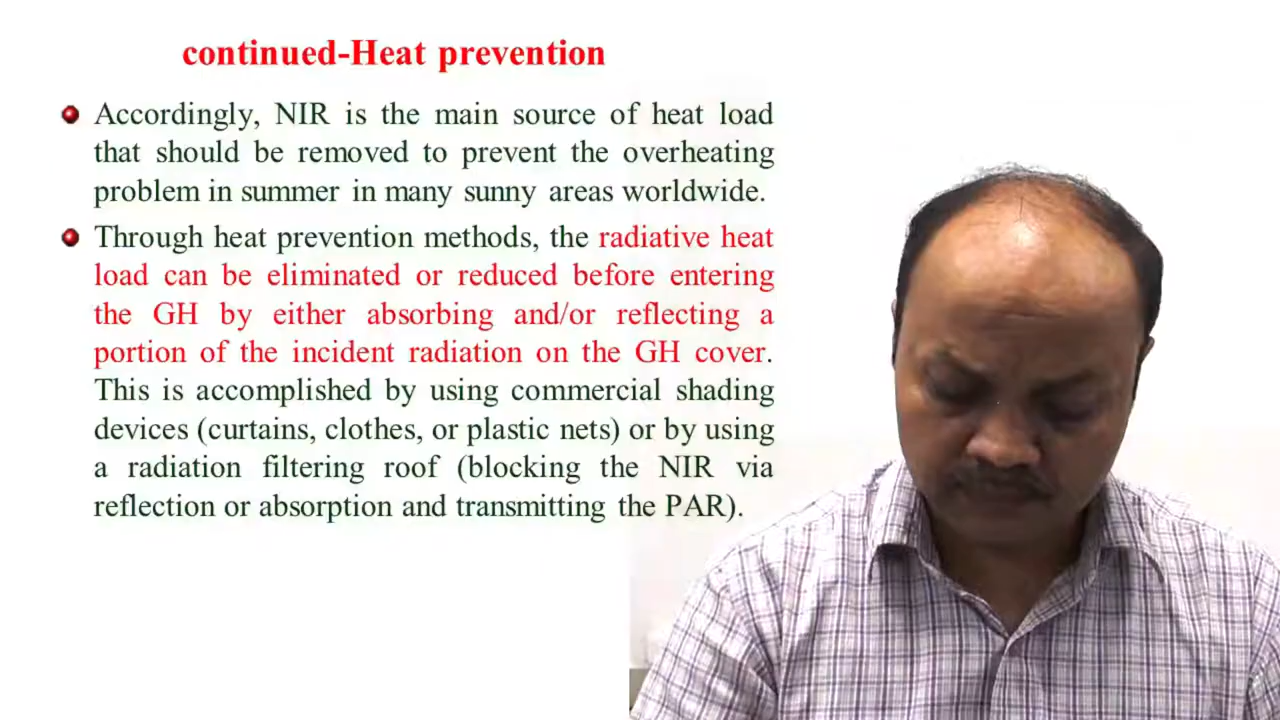 continued-Heat prevention
Accordingly, NIR is the main source of heat load
that should be removed to prevent the overheating
problem in summer in many sunny areas worldwide.
Through heat prevention methods, the radiative heat
load can be eliminated or reduced before entering
the GH by either absorbing and/or reflecting a
portion of the incident radiation on the GH cover.
This is accomplished by using commercial shading
devices (curtains, clothes, or plastic nets) or by using
a radiation filtering roof (blocking the NIR via
reflection or absorption and transmitting the PAR).